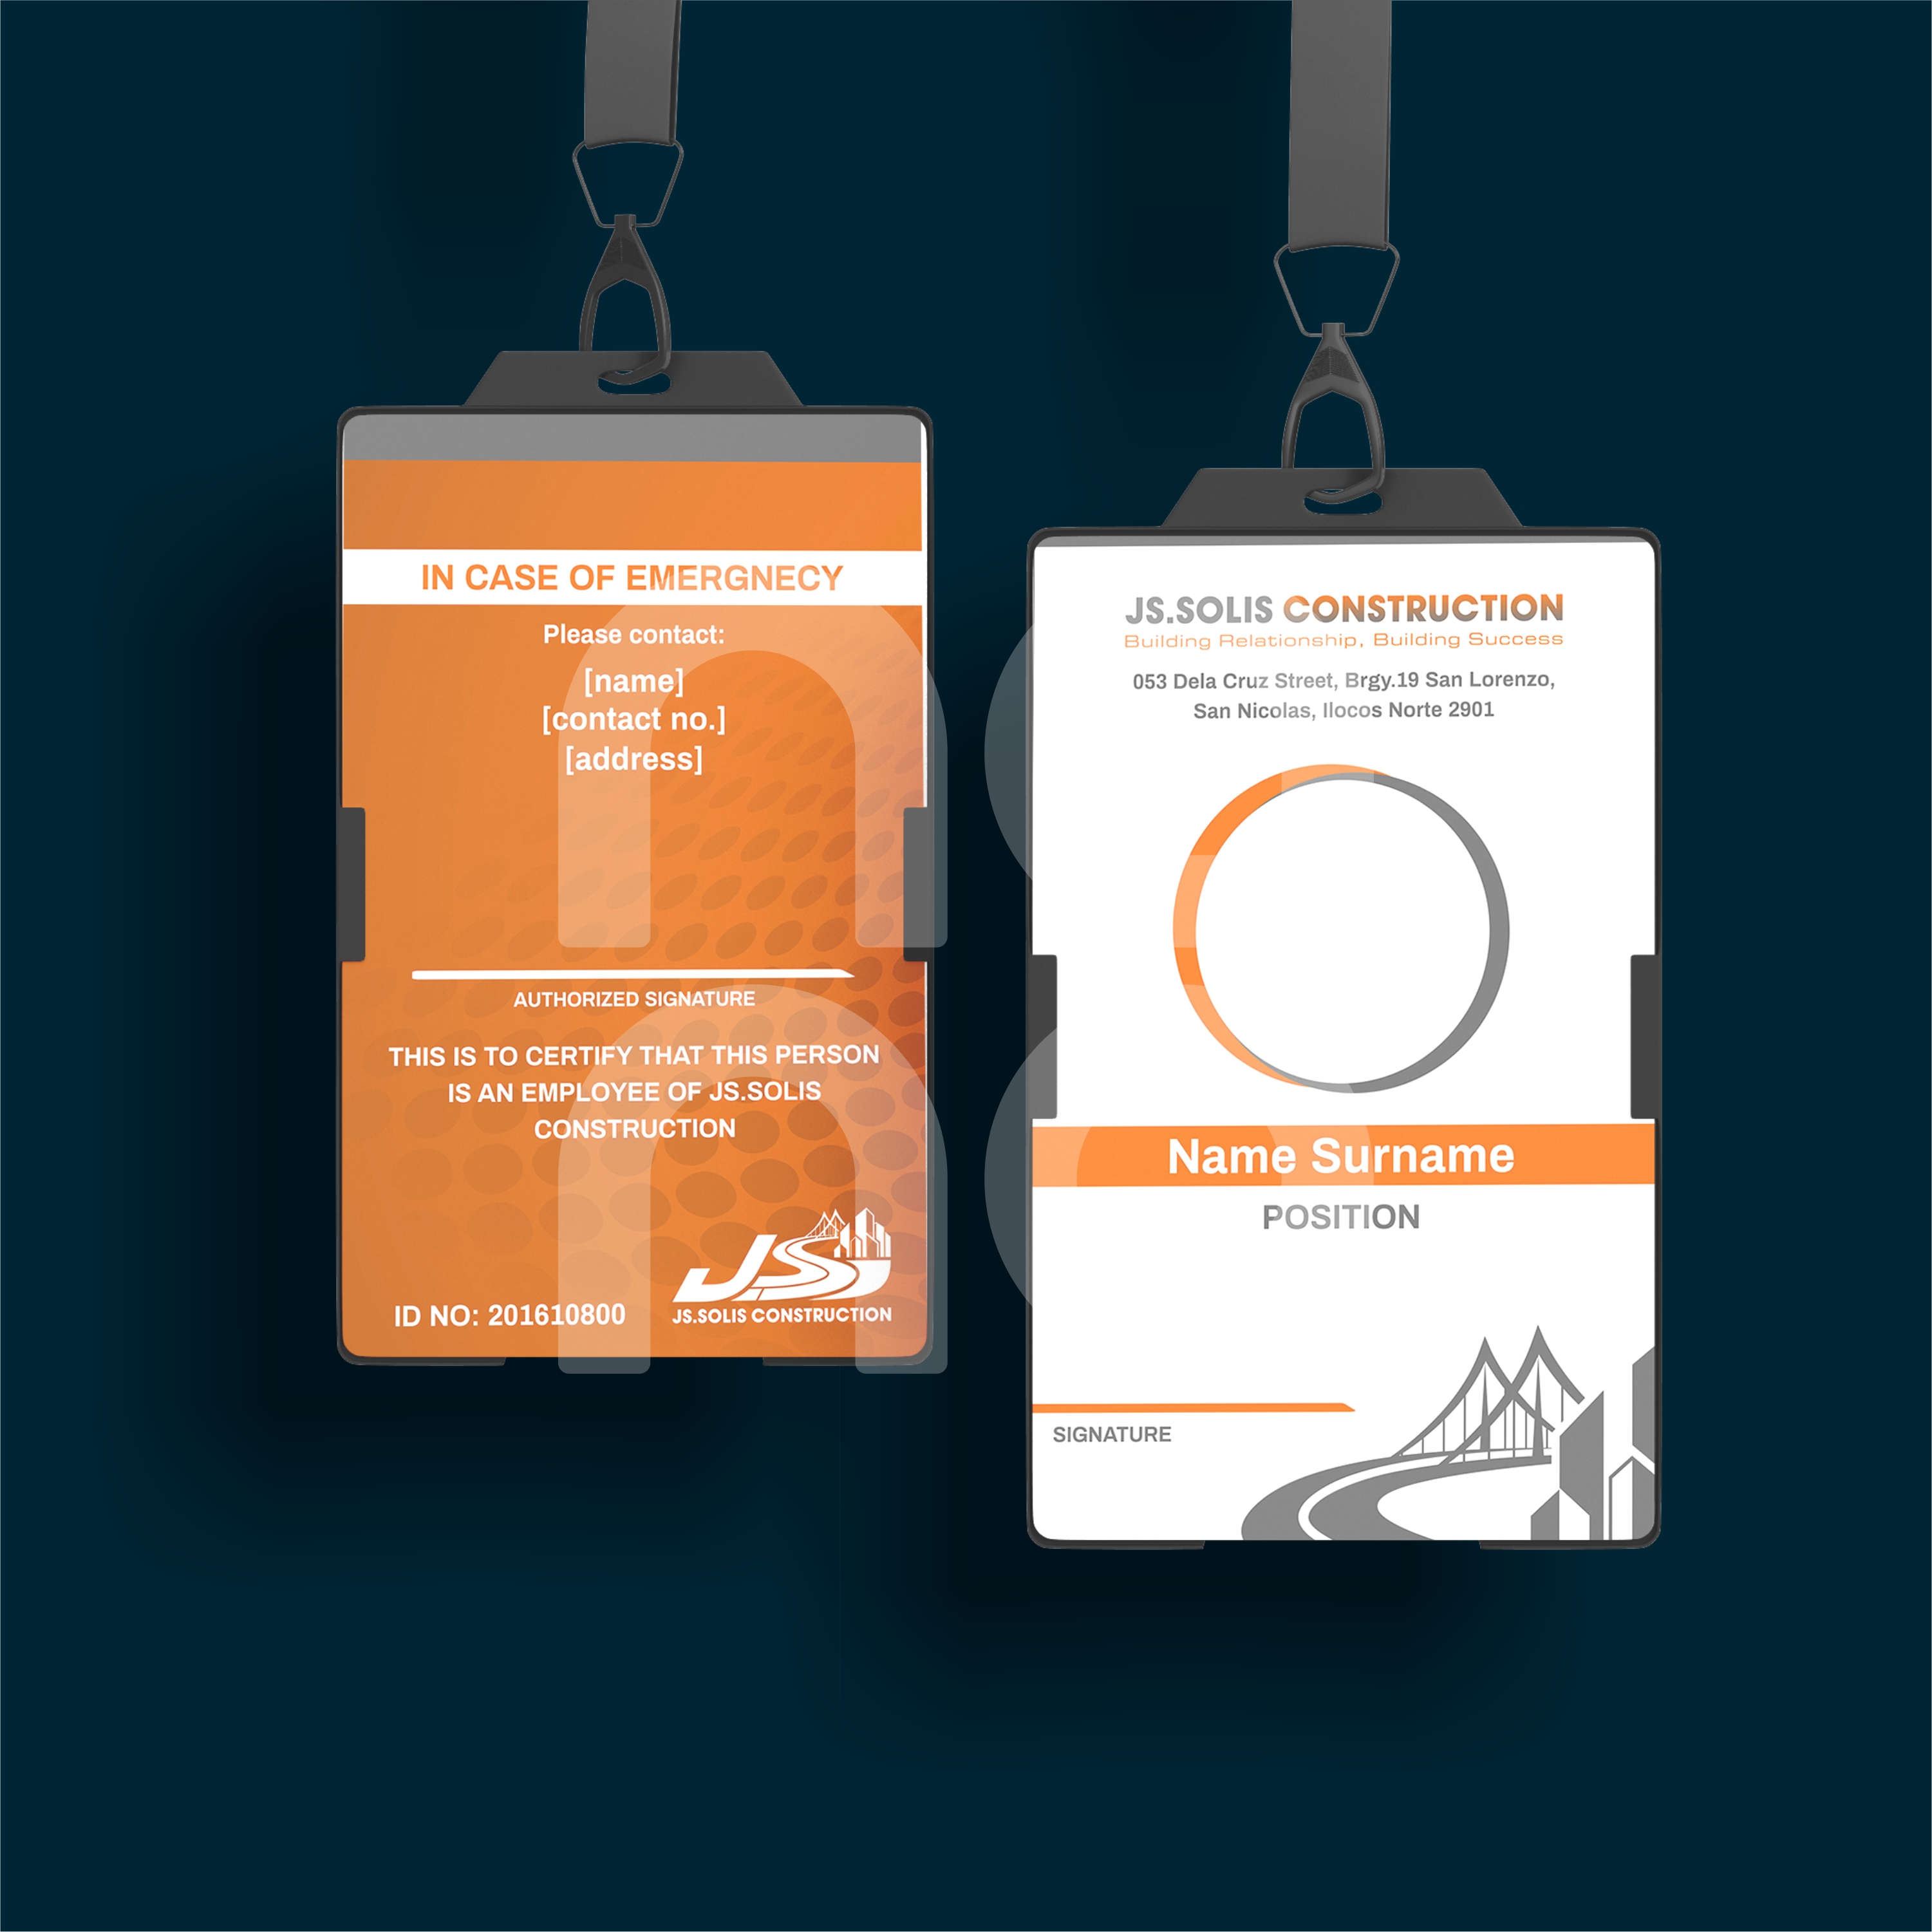 IN CASE OF EMERGNECY
Please contact:
[name]
[contact no.]
[address]
AUTHORIZED SIGNATURE
THIS IS TO CERTIFY THAT THIS PERSON
IS AN EMPLOYEE OF JS.SOLIS
CONSTRUCTION
ID NO: 201610800
JS
JS.SOLIS CONSTRUCTION
JS.SOLIS CONSTRUCTION
Building Relationship, Building Success
053 Dela Cruz Street, Brgy.19 San Lorenzo,
San Nicolas, Ilocos Norte 2901
Name Surname
POSITION
SIGNATURE